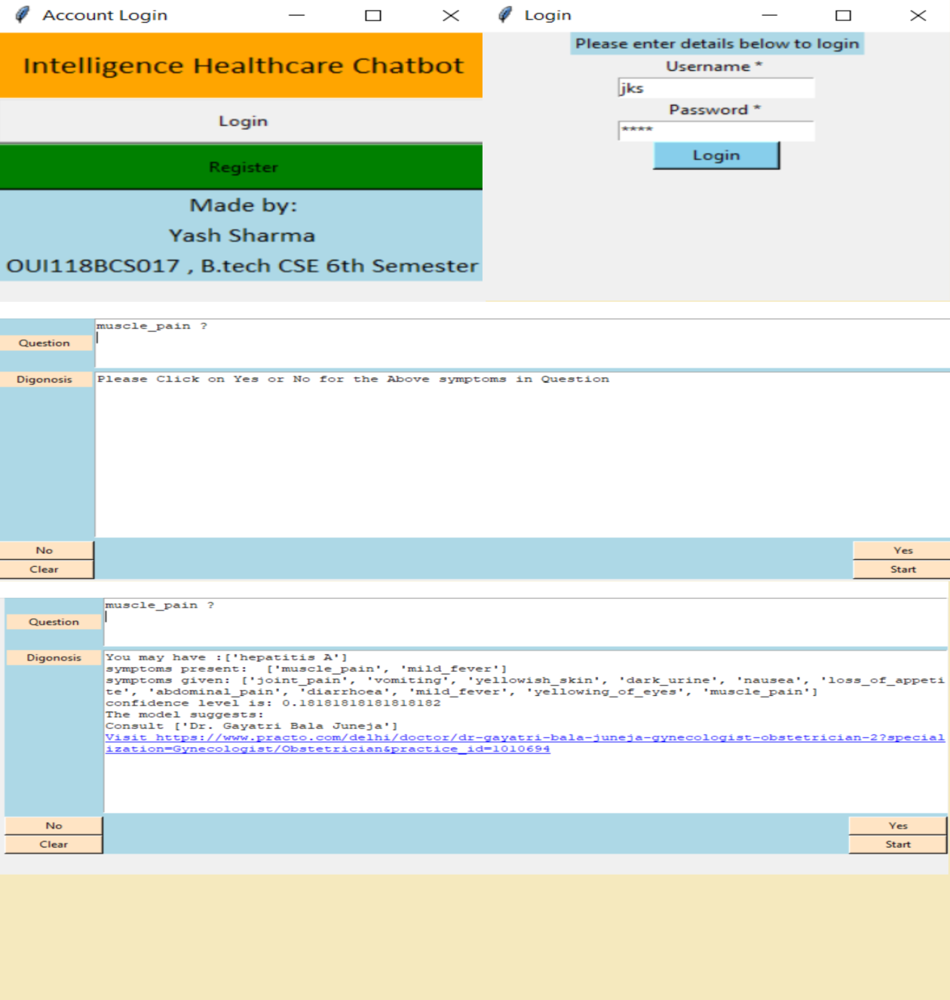 Account Login
Intelligence Healthcare Chatbot
Login
Register
Made by:
Yash Sharma
OUI118BCS017 , B.tech CSE 6th Semester
Login
Please enter details below to login
Username *
jks
Password *
****
Login
muscle_pain ?
Question
Digonosis
Please Click on Yes or No for the Above symptoms in Question
No
Yes
Clear
Start
muscle_pain ?
Question
Digonosis
You may have :['hepatitis A']
symptoms present:  ['muscle_pain', 'mild_fever']
symptoms given: ['joint_pain', 'vomiting', 'yellowish_skin', 'dark_urine', 'nausea', 'loss_of_appeti
te', 'abdominal_pain', 'diarrhoea', 'mild_fever', 'yellowing_of_eyes', 'muscle_pain']
confidence level is: 0.18181818181818182
The model suggests:
Consult ['Dr. Gayatri Bala Juneja']
Visit https://www.practo.com/delhi/doctor/dr-gayatri-bala-juneja-gynecologist-obstetrician-2?special
ization=Gynecologist/Obstetrician&practice_id=1010694
No
Yes
Clear
Start